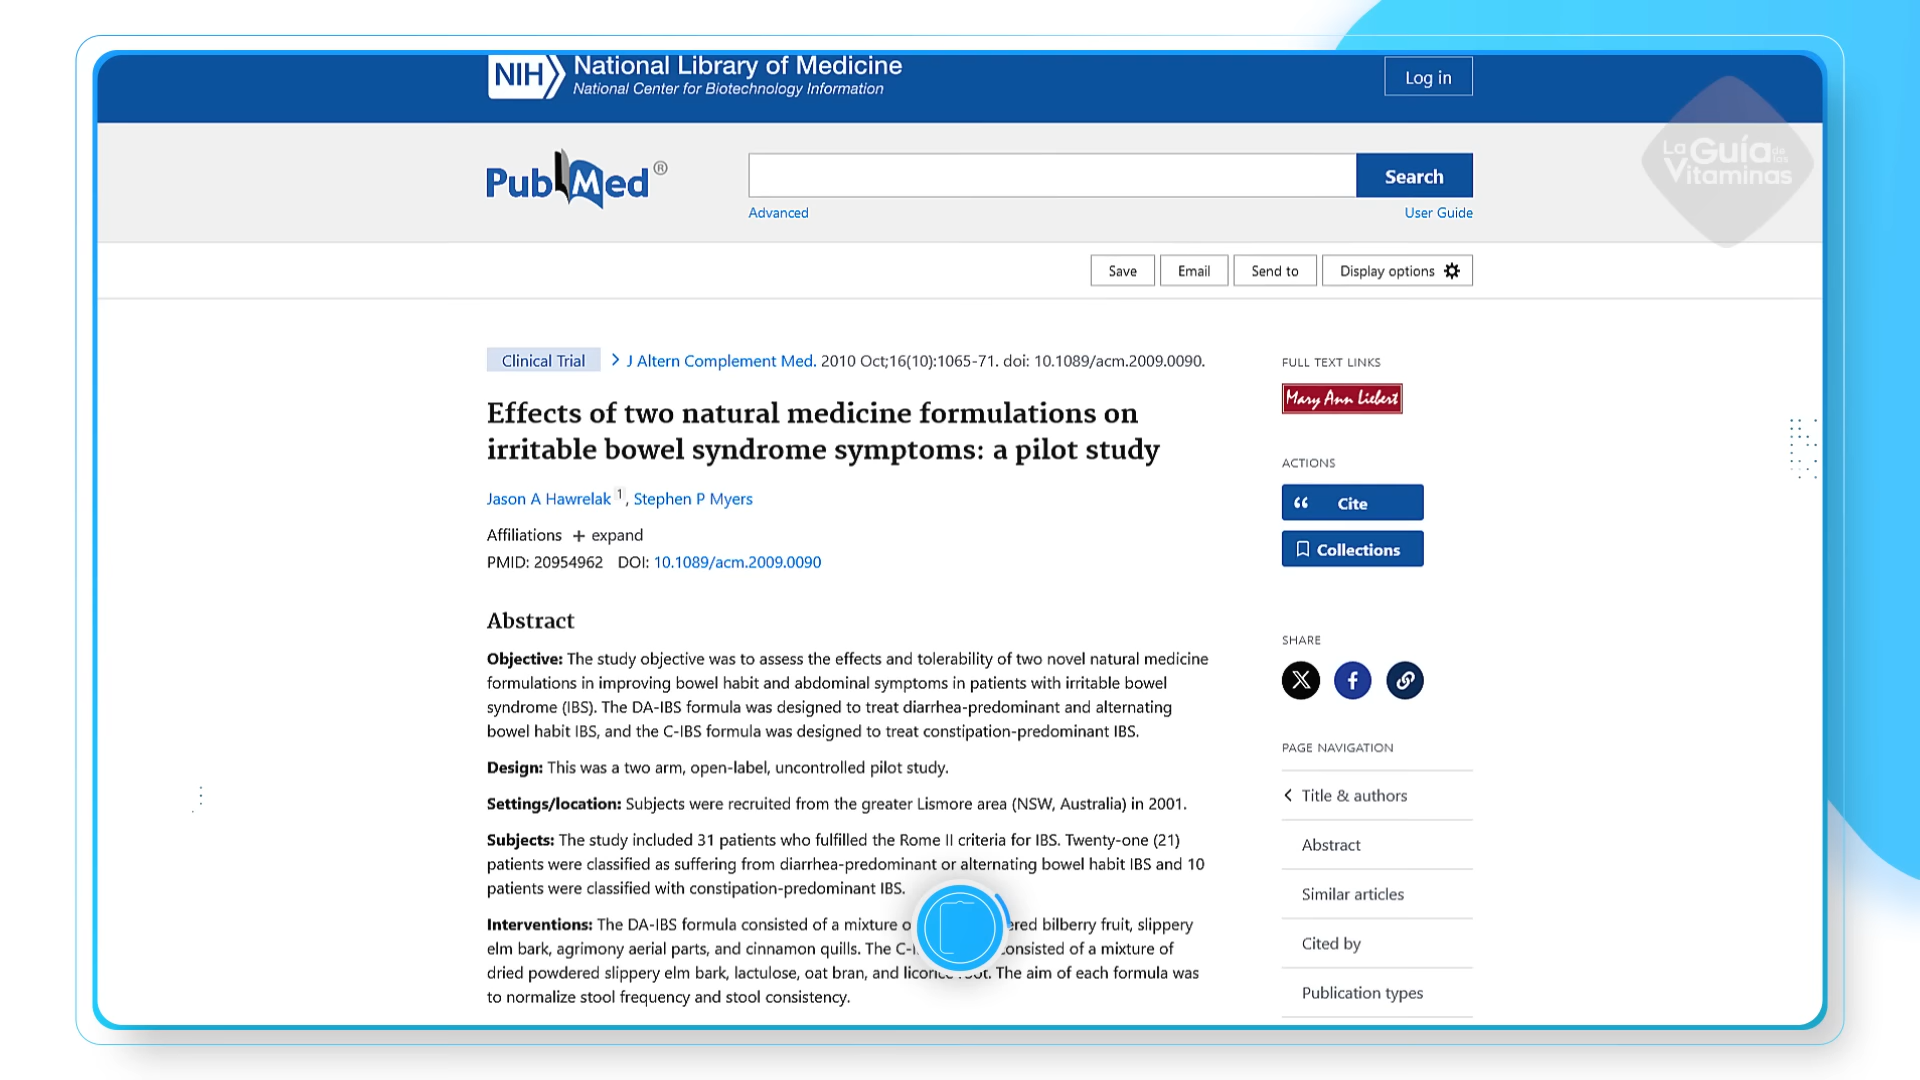 NIH National Library of Medicine
National Center for Biotechnology Information
Log in
La Guía de las Vitaminas
PubMed®
Search
Advanced
User Guide
Save
Email
Send to
Display options
Clinical Trial > J Altern Complement Med. 2010 Oct;16(10):1065-71. doi: 10.1089/acm.2009.0090.
Effects of two natural medicine formulations on
irritable bowel syndrome symptoms: a pilot study
Jason A Hawrelak 1, Stephen P Myers
Affiliations + expand
PMID: 20954962 DOI: 10.1089/acm.2009.0090
Abstract
Objective: The study objective was to assess the effects and tolerability of two novel natural medicine
formulations in improving bowel habit and abdominal symptoms in patients with irritable bowel
syndrome (IBS). The DA-IBS formula was designed to treat diarrhea-predominant and alternating
bowel habit IBS, and the C-IBS formula was designed to treat constipation-predominant IBS.
Design: This was a two arm, open-label, uncontrolled pilot study.
Settings/location: Subjects were recruited from the greater Lismore area (NSW, Australia) in 2001.
Subjects: The study included 31 patients who fulfilled the Rome II criteria for IBS. Twenty-one (21)
patients were classified as suffering from diarrhea-predominant or alternating bowel habit IBS and 10
patients were classified with constipation-predominant IBS.
Interventions: The DA-IBS formula consisted of a mixture bilberry fruit, slippery
elm bark, agrimony aerial parts, and cinnamon quills. The consisted of a mixture of
dried powdered slippery elm bark, lactulose, oat bran, and licorice root. The aim of each formula was
to normalize stool frequency and stool consistency.
FULL TEXT LINKS
Mary Ann Liebert
ACTIONS
Cite
Collections
SHARE
PAGE NAVIGATION
Title & authors
Abstract
Similar articles
Cited by
Publication types